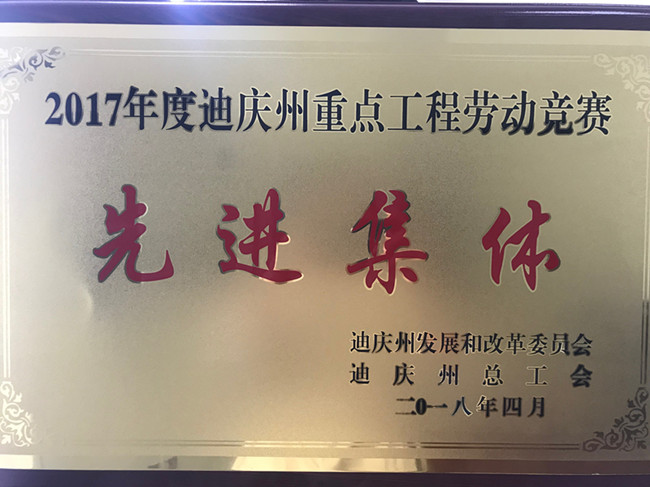 2017年度迪庆州重点工程劳动竞赛
先进集体
迪庆州发展和改革委员会
迪庆州总工会
二0一八年四月